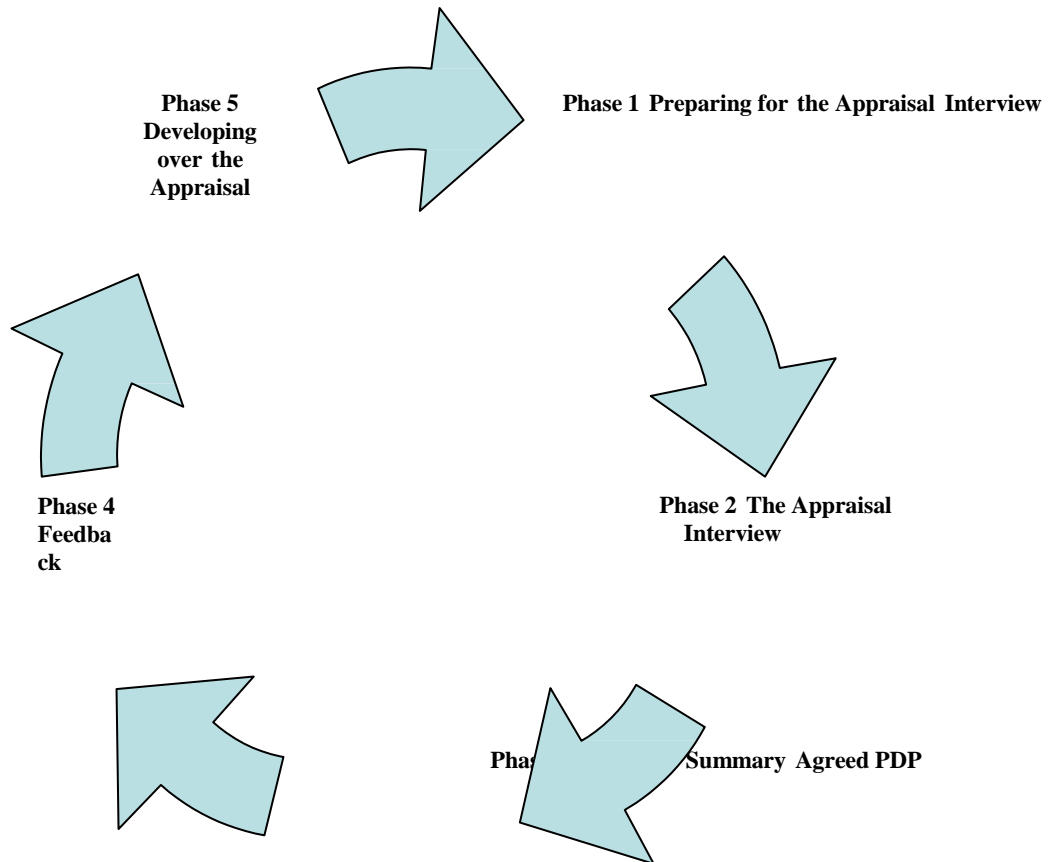 Phase 1 Preparing for the Appraisal Interview
Phase 2 The Appraisal
Interview
Summary Agreed PDP
Phase 4
Feedba
ck
Phase 5
Developing
over the
Appraisal